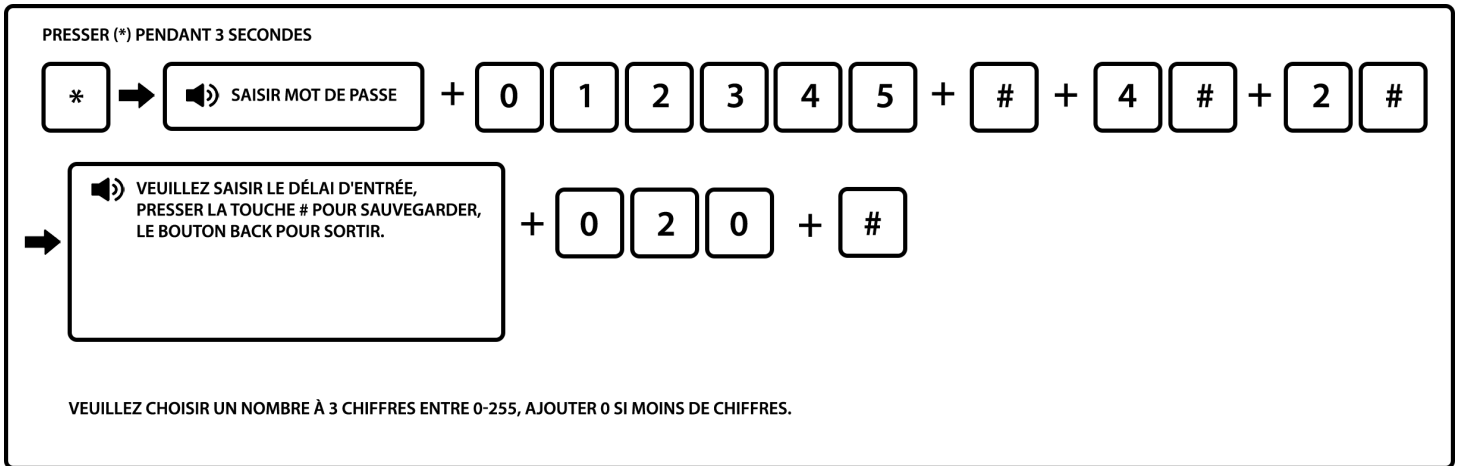 PRESSER (*) PENDANT 3 SECONDES
* SAISIR MOT DE PASSE + 0 1 2 3 4 5 + # + 4 # + 2 #
VEUILLEZ SAISIR LE DÉLAI D'ENTRÉE,
PRESSER LA TOUCHE # POUR SAUVEGARDER,
LE BOUTON BACK POUR SORTIR.
+ 0 2 0 + #
VEUILLEZ CHOISIR UN NOMBRE À 3 CHIFFRES ENTRE 0-255, AJOUTER 0 SI MOINS DE CHIFFRES.